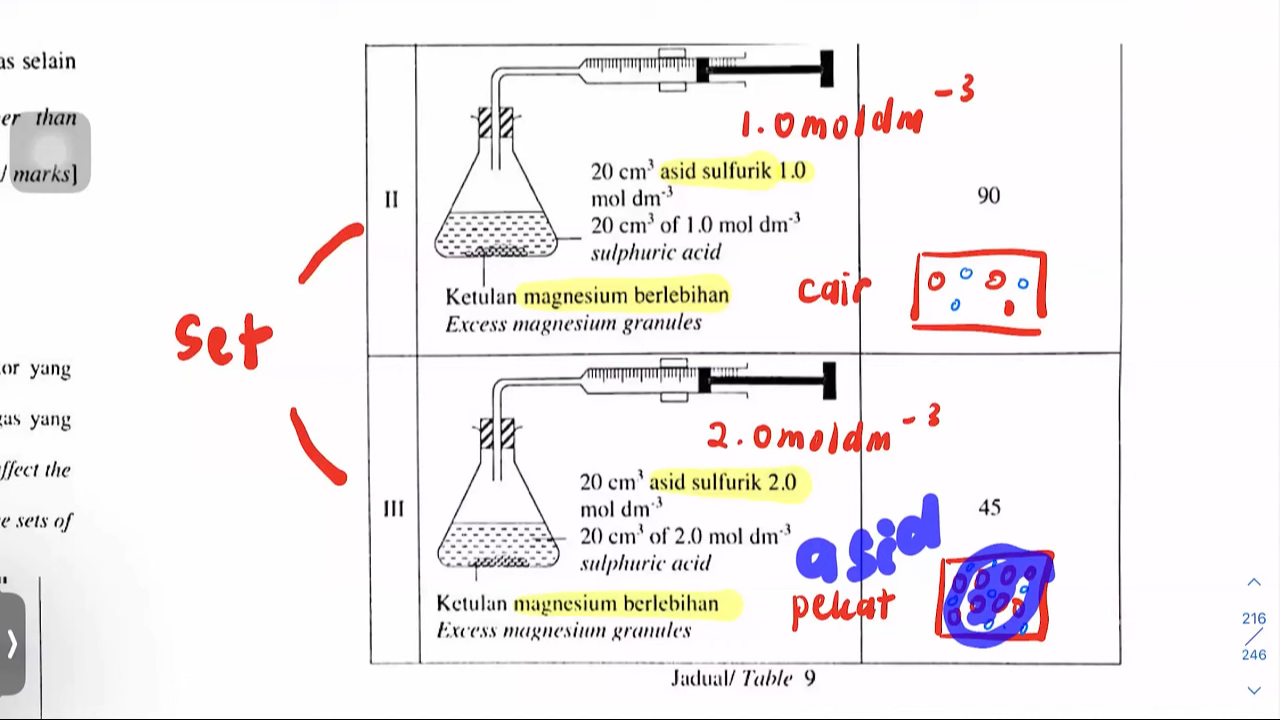 as selain
er than
/ marks]
or yang
gas yang
ffect the
e sets of
"
set
II
20 cm³ asid sulfurik 1.0
mol dm⁻³
20 cm³ of 1.0 mol dm⁻³
sulphuric acid
Ketulan magnesium berlebihan
Excess magnesium granules
1.0moldm⁻³
90
cair
III
20 cm³ asid sulfurik 2.0
mol dm⁻³
20 cm³ of 2.0 mol dm⁻³
sulphuric acid
Ketulan magnesium berlebihan
Excess magnesium granules
2.0moldm⁻³
45
asid
pekat
Jadual/ Table 9
216
/
246